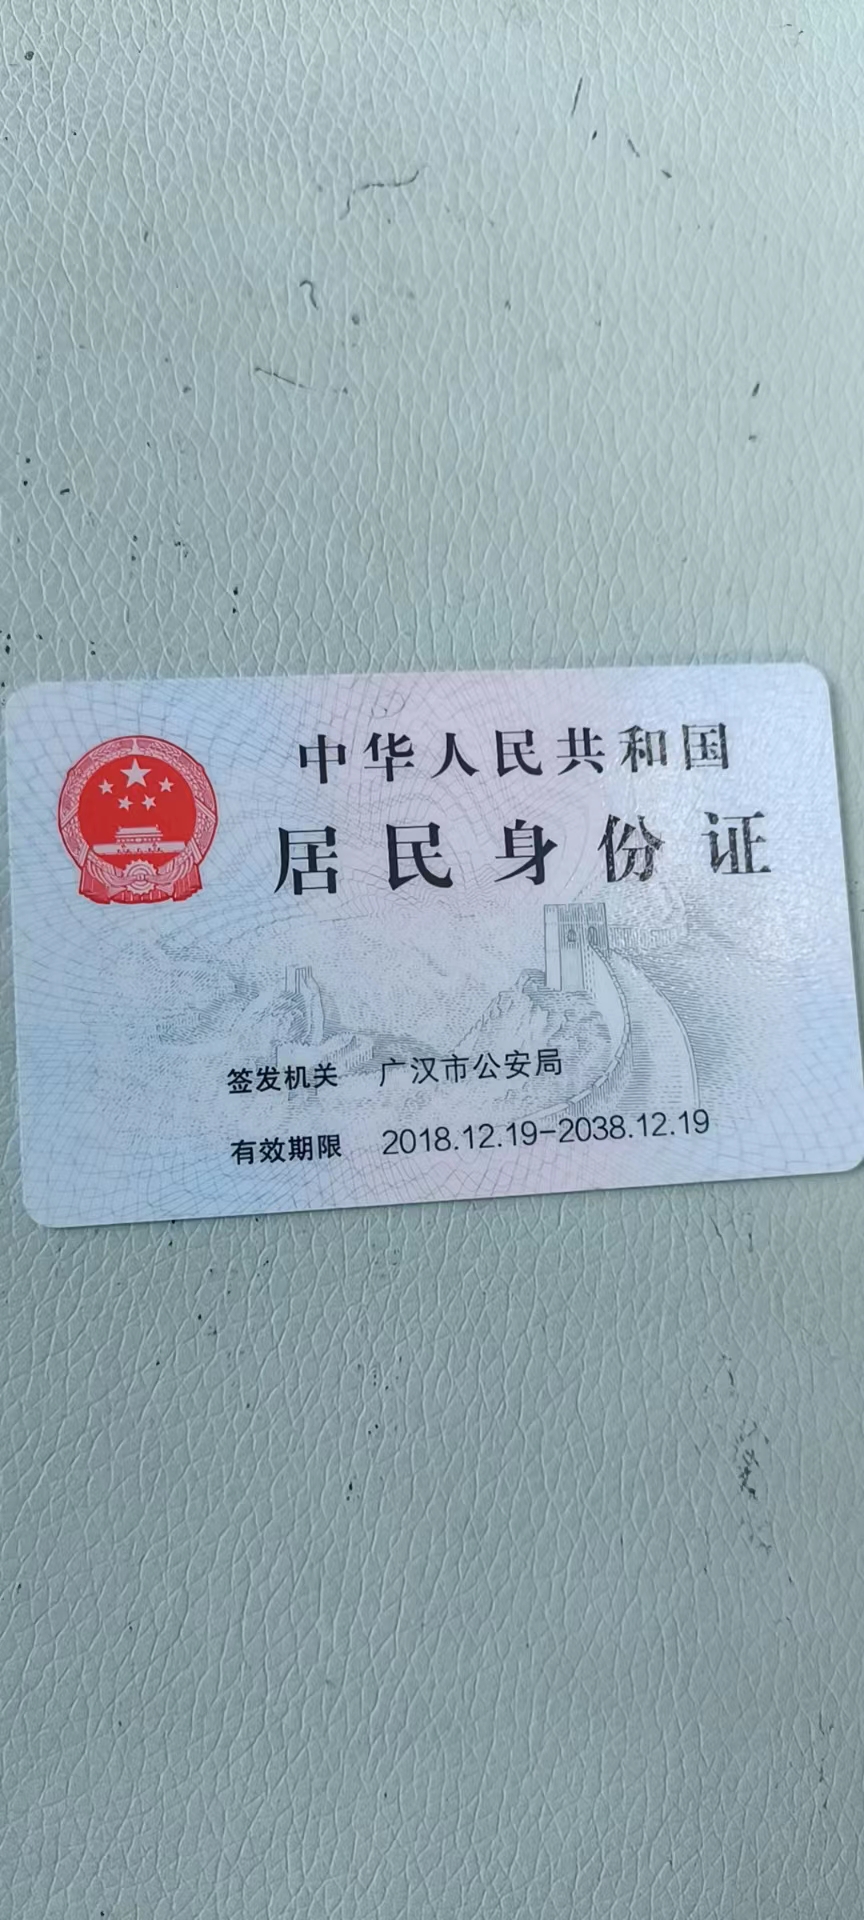 中华人民共和国
居民身份证
签发机关 广汉市公安局
有效期限 2018.12.19-2038.12.19